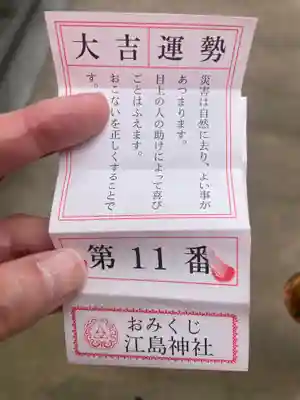 大吉運勢
災害は自然に去り、よい事が
あつまります。
目上の人の助けによって喜び
ごとはふえます。
おこないを正しくすることで
す。
第11番
おみくじ
江島神社